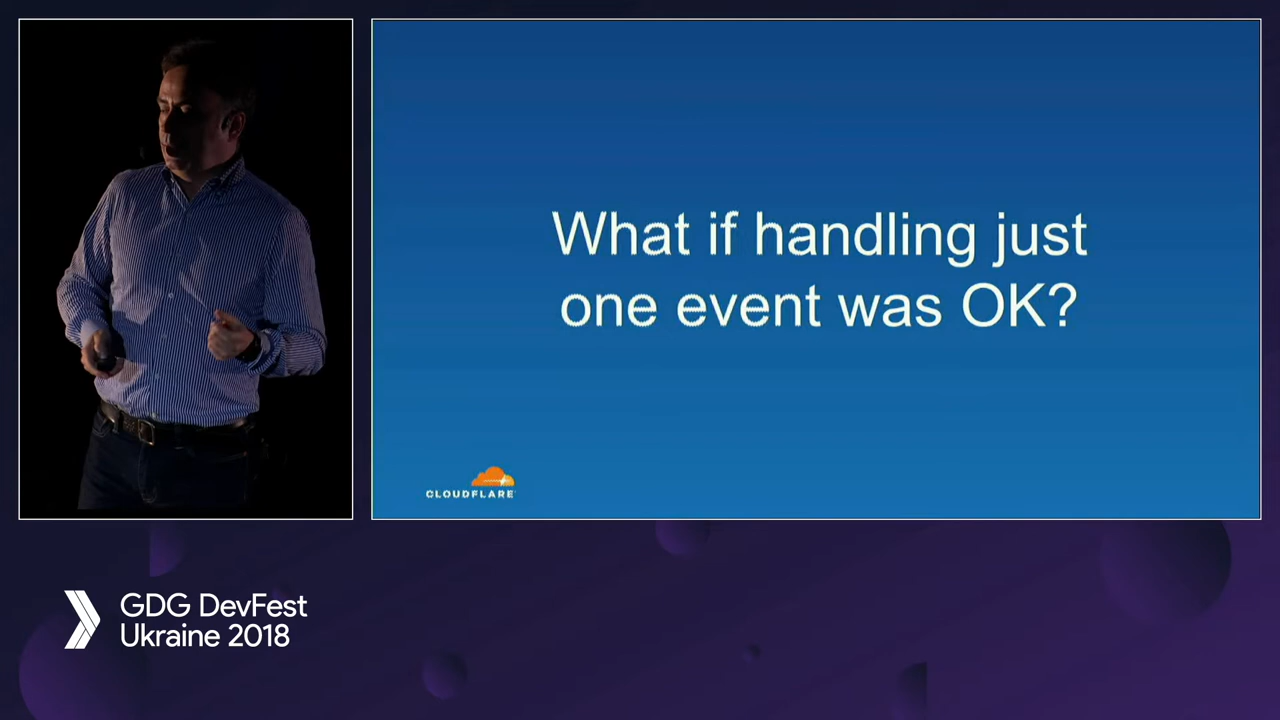 What if handling just
one event was OK?
CLOUDFLARE
GDG DevFest
Ukraine 2018